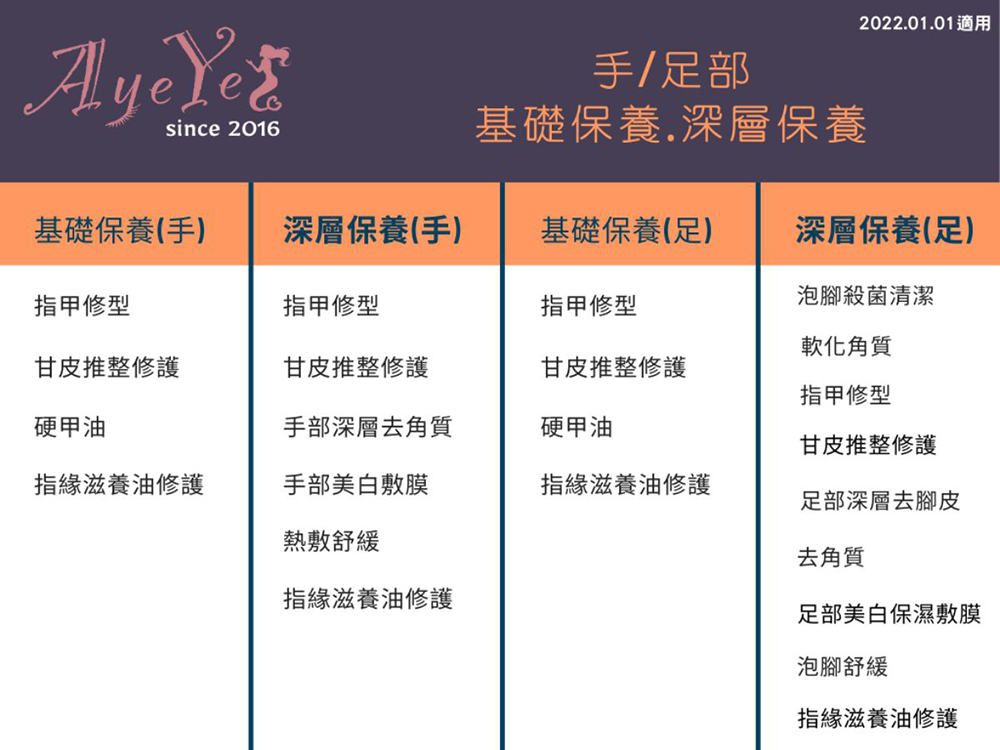 2022.01.01適用
AyeYe
since 2016
手/足部
基礎保養.深層保養
基礎保養(手)
指甲修型
甘皮推整修護
硬甲油
指緣滋養油修護
深層保養(手)
指甲修型
甘皮推整修護
手部深層去角質
手部美白敷膜
熱敷舒緩
指緣滋養油修護
基礎保養(足)
指甲修型
甘皮推整修護
硬甲油
指緣滋養油修護
深層保養(足)
泡腳殺菌清潔
軟化角質
指甲修型
甘皮推整修護
足部深層去腳皮
去角質
足部美白保濕敷膜
泡腳舒緩
指緣滋養油修護